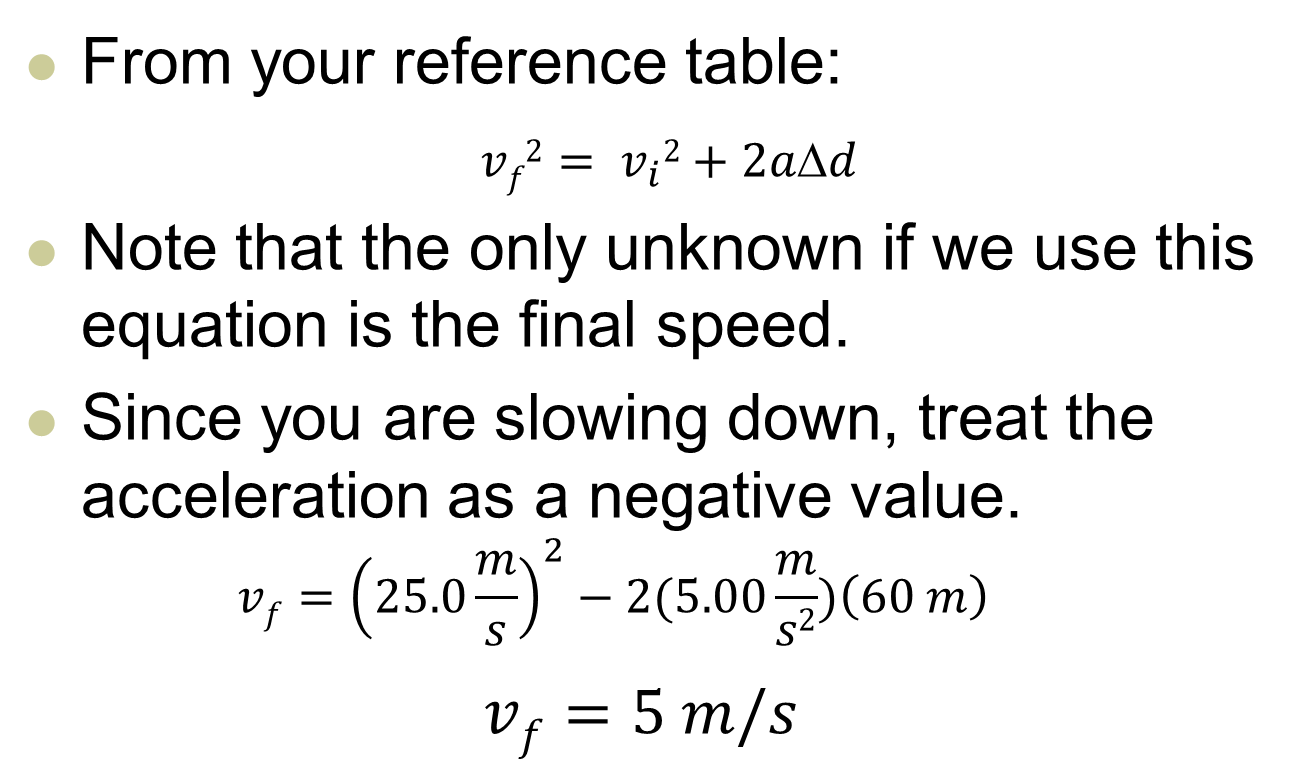 • From your reference table:
v_f² = v_i² + 2aΔd
• Note that the only unknown if we use this
equation is the final speed.
• Since you are slowing down, treat the
acceleration as a negative value.
v_f = (25.0 m/s)² − 2(5.00 m/s²)(60 m)
v_f = 5 m/s